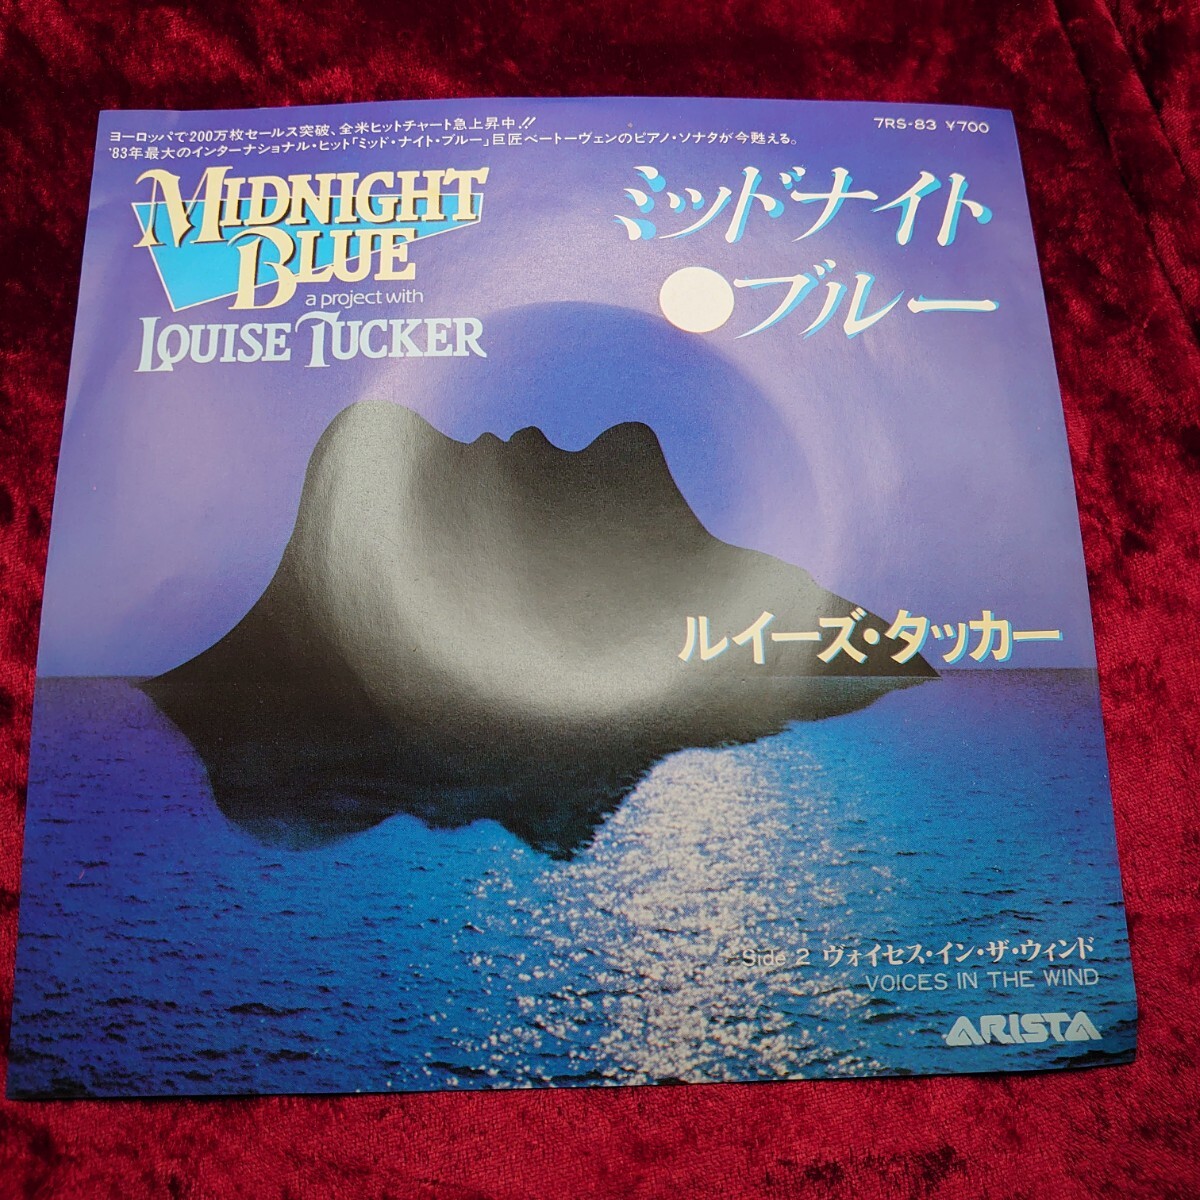 ヨーロッパで200万枚セールス突破、全米ヒットチャート急上昇中!!
'83年最大のインターナショナル・ヒット「ミッド・ナイト・ブルー」巨匠ベートーヴェンのピアノ・ソナタが今甦える。
7RS-83 ¥700
MIDNIGHT
BLUE
a project with
LOUISE TUCKER
ミッドナイト
●ブルー
ルイーズ・タッカー
Side 2 ヴォイセス・イン・ザ・ウィンド
VOICES IN THE WIND
ARISTA